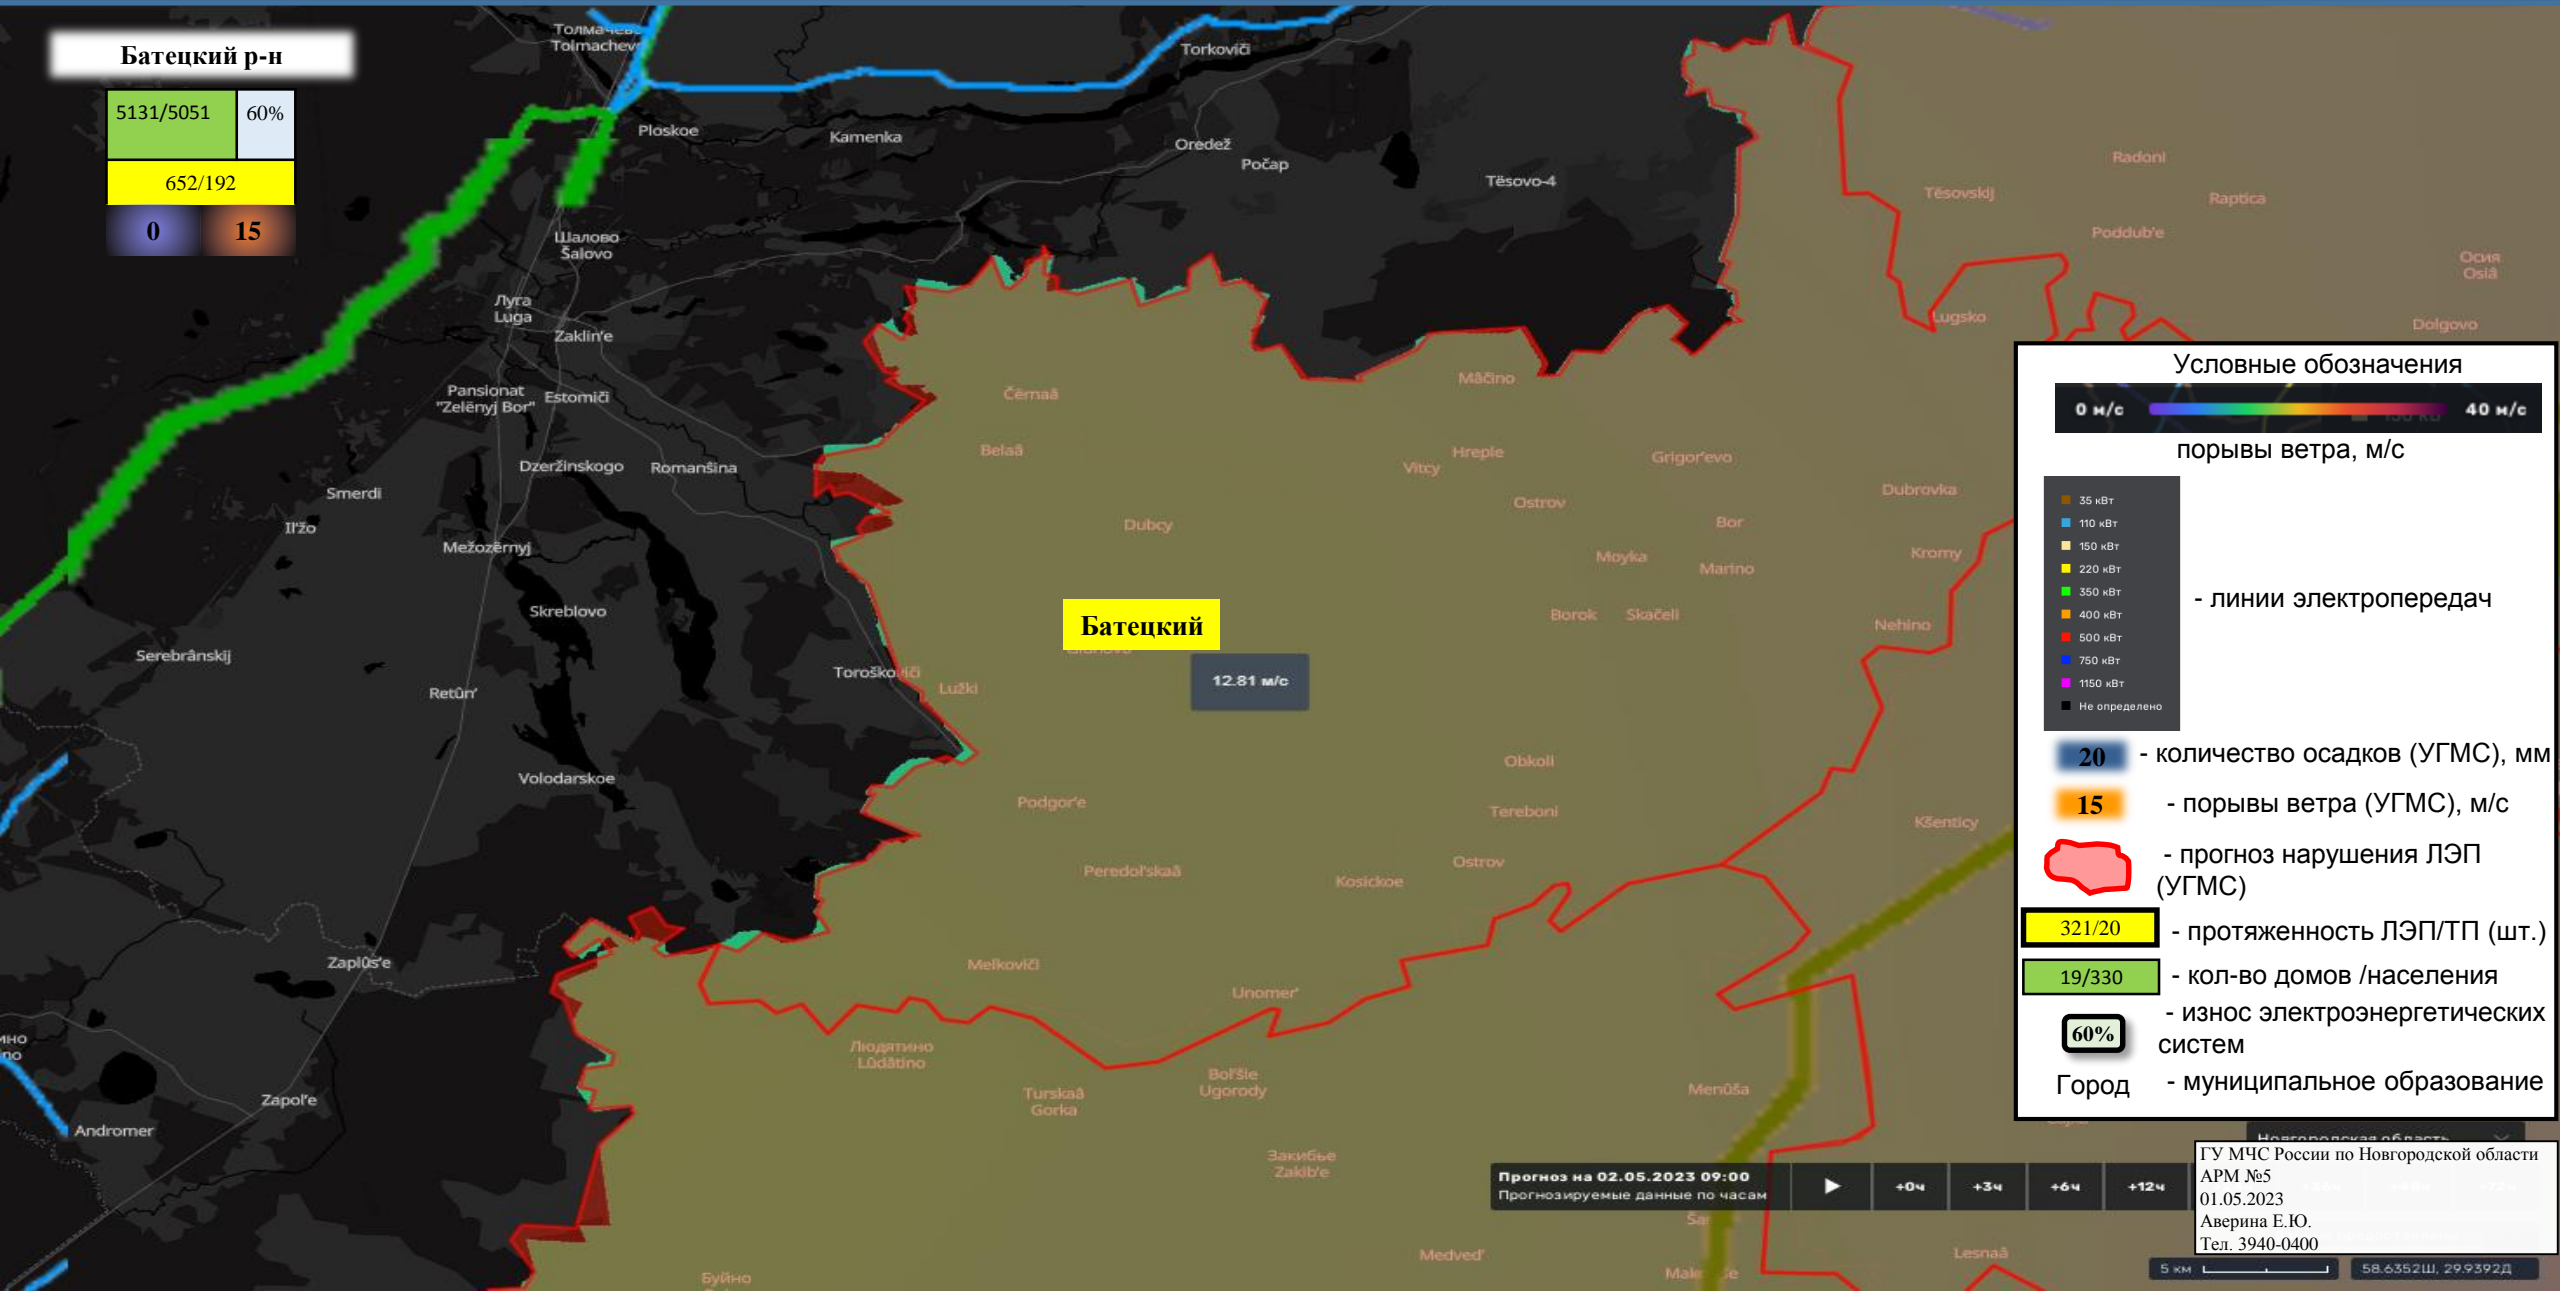 Батецкий р-н
5131/5051
60%
652/192
0
15
Tolmachevo
Torkoviči
Ploskoe
Kamenka
Oredež
Počap
Tësovo-4
Шалово
Šalovo
Луга
Luga
Zaklin'e
Pansionat
"Zelënyj Bor"
Estomiči
Dzeržinskogo
Romanŝina
Smerdi
Il'žo
Mežozërnyj
Skreblovo
Serebrânskij
Retûn'
Toroškoviči
Volodarskoe
Zaplûs'e
Zapol'e
Andromer
Radoni
Tësovskij
Raptica
Poddub'e
Осия
Osiâ
Lugsko
Dolgovo
Čërnaâ
Mâčino
Belaâ
Hreple
Vitcy
Grigor'evo
Ostrov
Dubrovka
Dubcy
Bor
Moyka
Marino
Kromy
Borok
Skačeli
Nehino
Батецкий
12.81 м/с
Lužki
Obkoli
Podgor'e
Tereboni
Kšenticy
Peredol'skaâ
Kosickoe
Ostrov
Melkoviči
Unomer'
Людятино
Lûdâtino
Turskaâ
Gorka
Bol'šie
Ugorody
Menûša
Закибье
Zakib'e
Medved'
Lesnaâ
Буйно
Условные обозначения
0 м/с
40 м/с
порывы ветра, м/с
35 кВт
110 кВт
150 кВт
220 кВт
350 кВт
400 кВт
500 кВт
750 кВт
1150 кВт
Не определено
- линии электропередач
20 - количество осадков (УГМС), мм
15 - порывы ветра (УГМС), м/с
- прогноз нарушения ЛЭП
(УГМС)
321/20 - протяженность ЛЭП/ТП (шт.)
19/330 - кол-во домов /населения
60% - износ электроэнергетических
систем
Город - муниципальное образование
Новгородская область
Прогноз на 02.05.2023 09:00
Прогнозируемые данные по часам
+0ч
+3ч
+6ч
+12ч
ГУ МЧС России по Новгородской области
АРМ №5
01.05.2023
Аверина Е.Ю.
Тел. 3940-0400
5 км
58.6352Ш, 29.9392Д